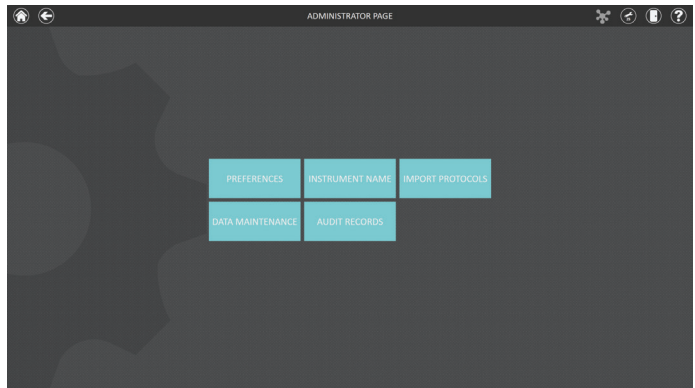 ADMINISTRATOR PAGE
?
PREFERENCES
INSTRUMENT NAME
IMPORT PROTOCOLS
DATA MAINTENANCE
AUDIT RECORDS